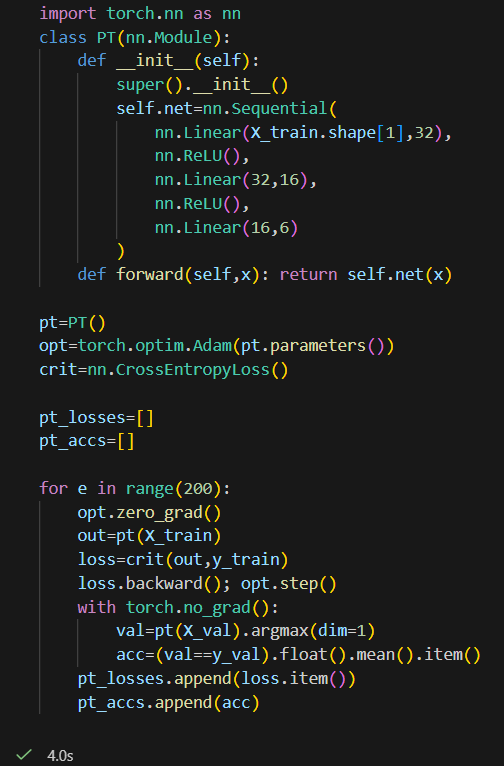 import torch.nn as nn
class PT(nn.Module):
    def __init__(self):
        super().__init__()
        self.net=nn.Sequential(
            nn.Linear(X_train.shape[1],32),
            nn.ReLU(),
            nn.Linear(32,16),
            nn.ReLU(),
            nn.Linear(16,6)
        )
    def forward(self,x): return self.net(x)

pt=PT()
opt=torch.optim.Adam(pt.parameters())
crit=nn.CrossEntropyLoss()

pt_losses=[]
pt_accs=[]

for e in range(200):
    opt.zero_grad()
    out=pt(X_train)
    loss=crit(out,y_train)
    loss.backward(); opt.step()
    with torch.no_grad():
        val=pt(X_val).argmax(dim=1)
        acc=(val==y_val).float().mean().item()
    pt_losses.append(loss.item())
    pt_accs.append(acc)

4.0s